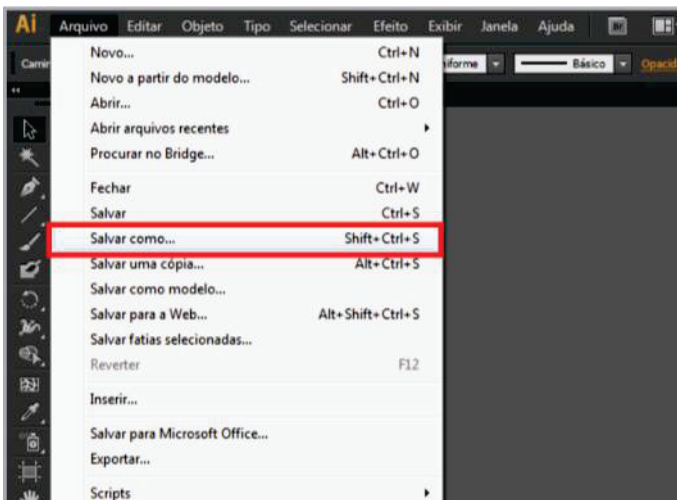 Ai Arquivo Editar Objeto Tipo Selecionar Efeito Exibir Janela Ajuda Br
Novo... Ctrl+N
Novo a partir do modelo... Shift+Ctrl+N
Abrir... Ctrl+O
Abrir arquivos recentes
Procurar no Bridge... Alt+Ctrl+O
Fechar Ctrl+W
Salvar Ctrl+S
Salvar como... Shift+Ctrl+S
Salvar uma cópia... Alt+Ctrl+S
Salvar como modelo...
Salvar para a Web... Alt+Shift+Ctrl+S
Salvar fatias selecionadas...
Reverter F12
Inserir...
Salvar para Microsoft Office...
Exportar...
Scripts
Básico